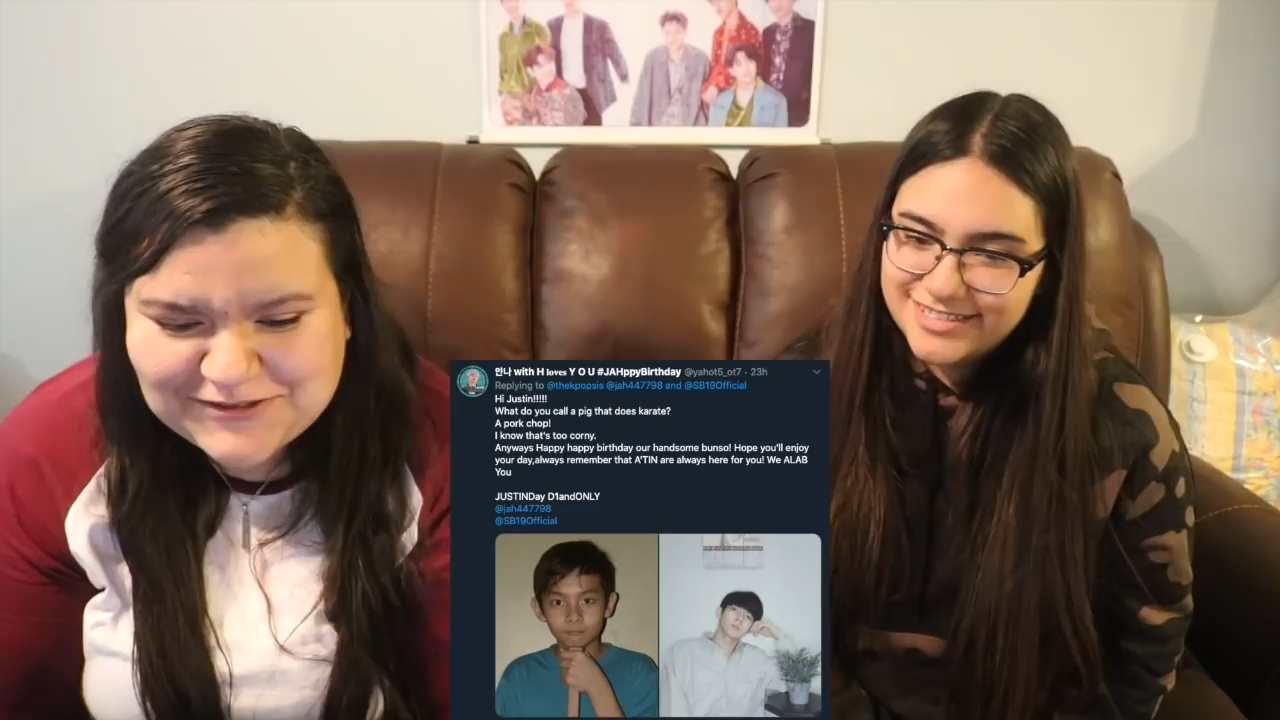 안나 with H loves Y O U #JAHppyBirthday @yahot5_ot7 · 23h
Replying to @thekpopsis @jah447798 and @SB19Official
Hi Justin!!!!!
What do you call a pig that does karate?
A pork chop!
I know that's too corny.
Anyways Happy happy birthday our handsome bunso! Hope you'll enjoy
your day,always remember that A'TIN are always here for you! We ALAB
You
JUSTINDay D1andONLY
@jah447798
@SB19Official